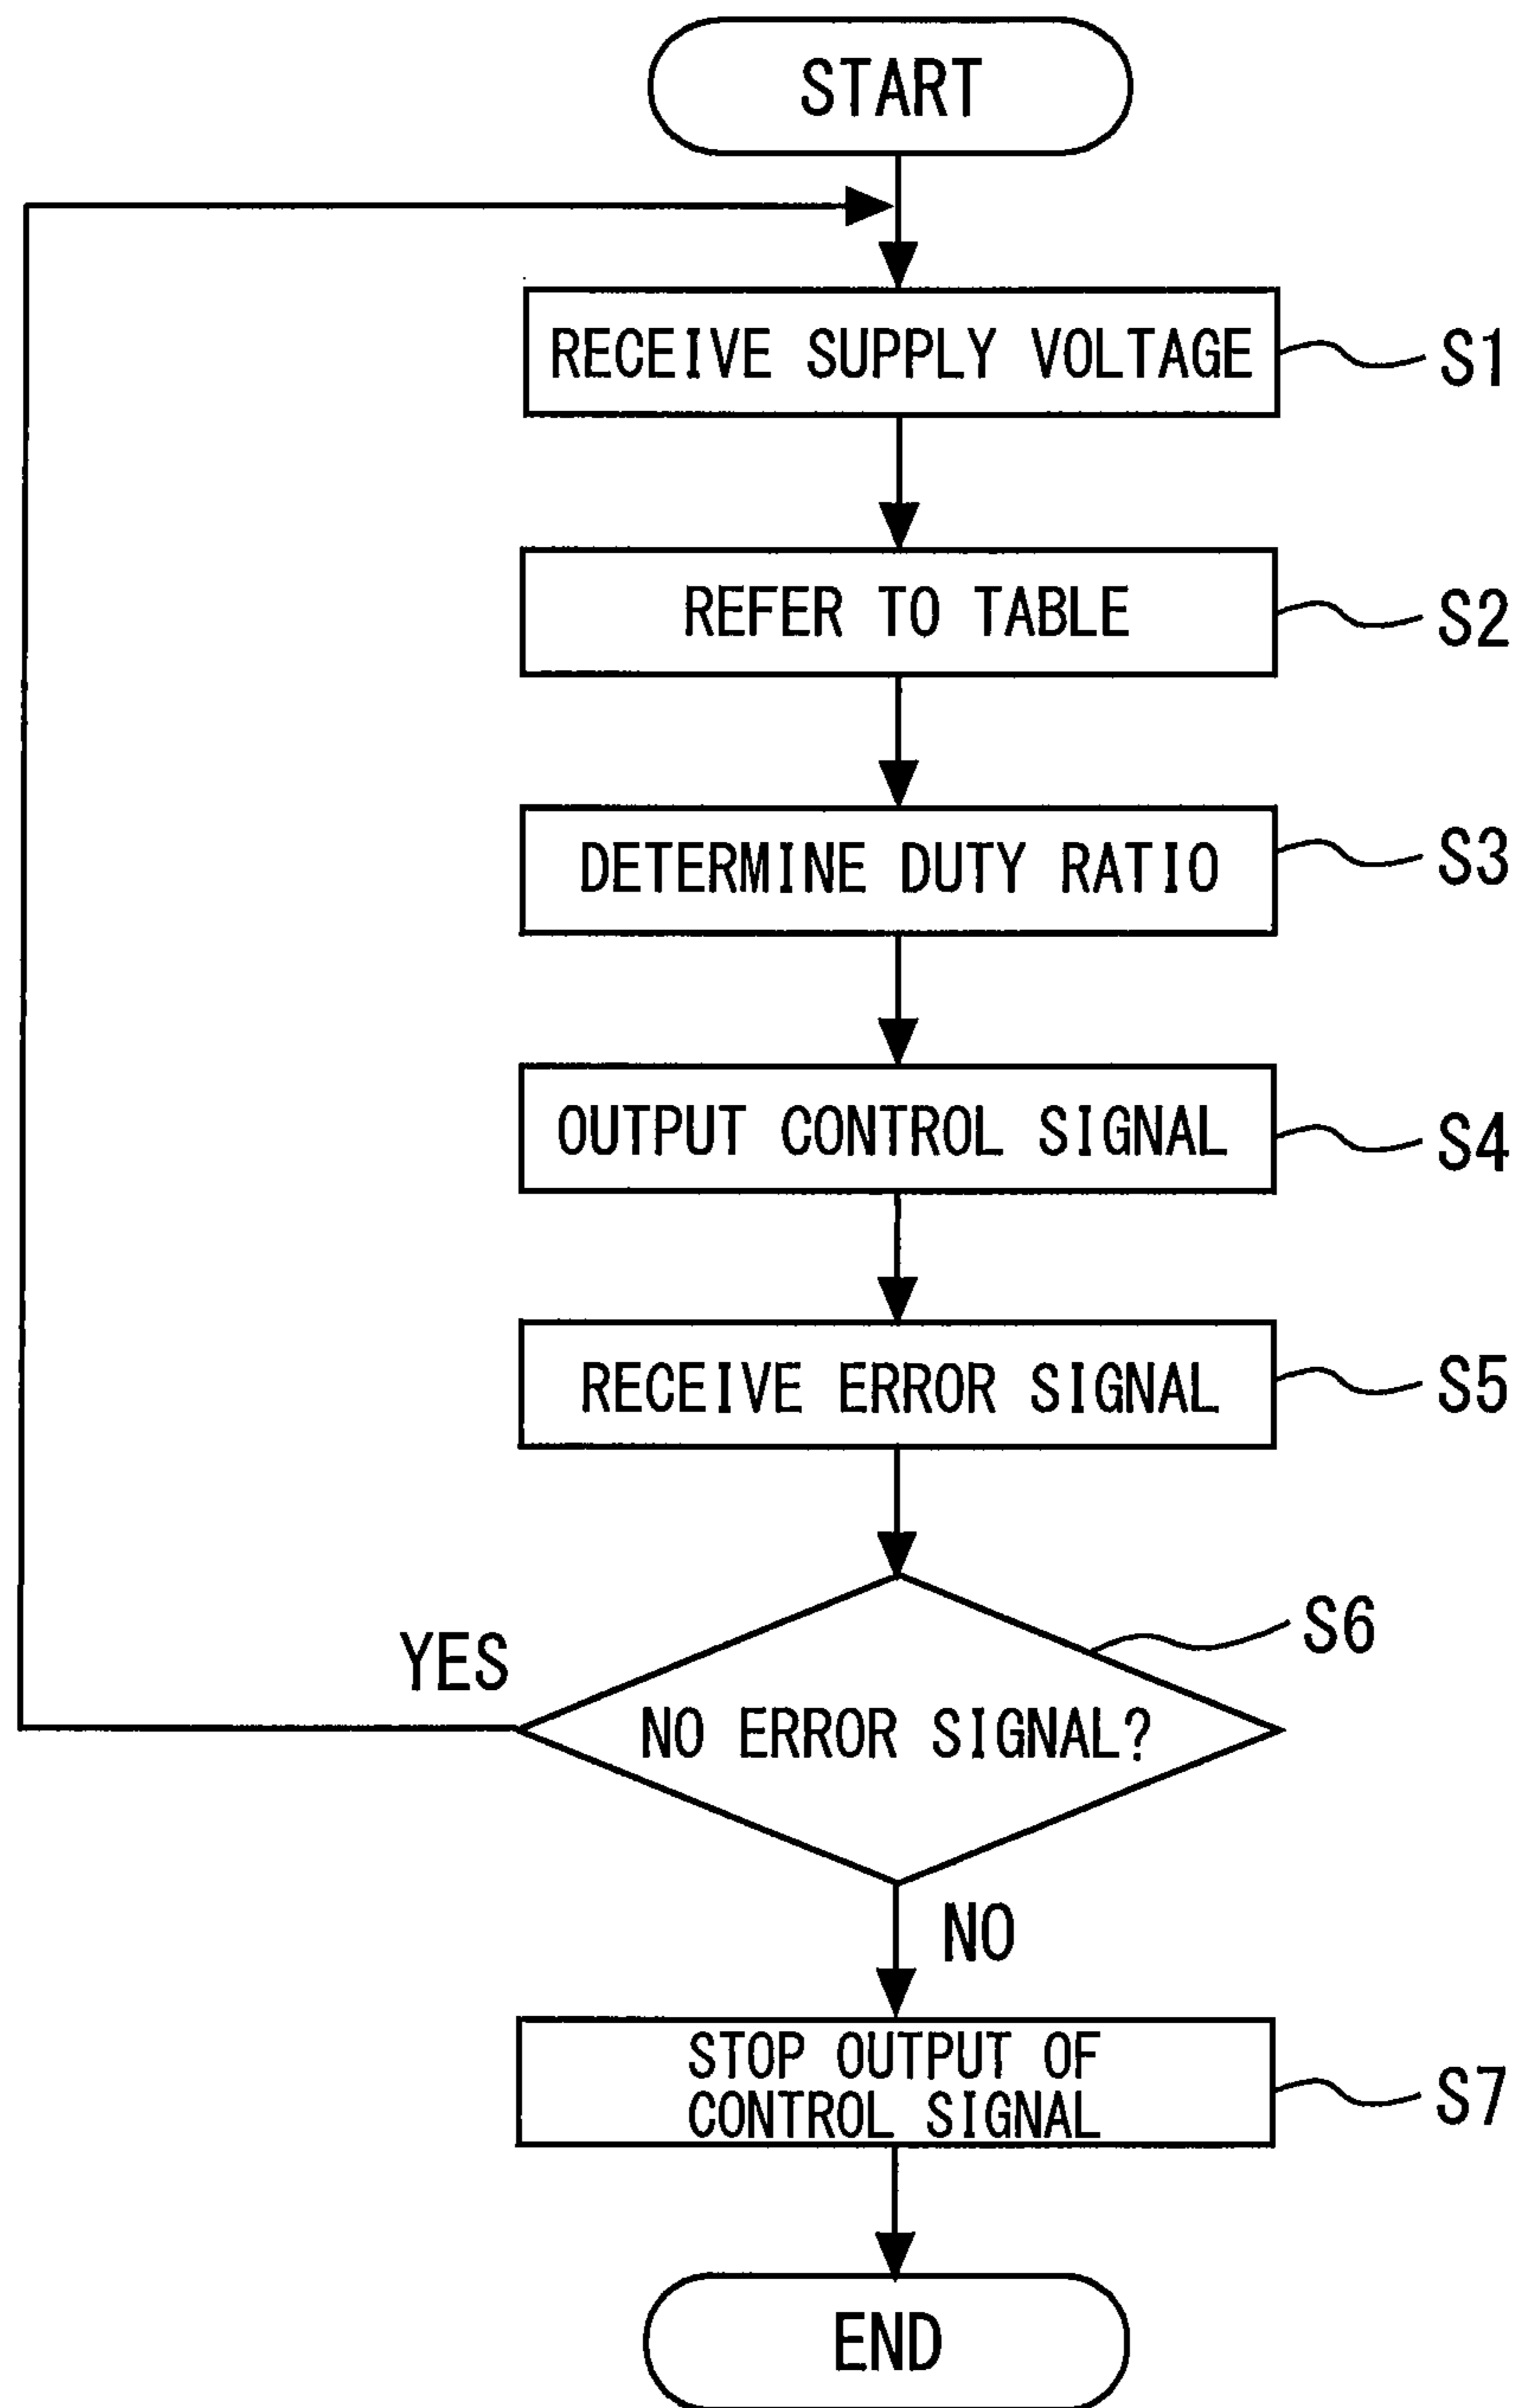 START
RECEIVE SUPPLY VOLTAGE
S1
REFER TO TABLE
S2
DETERMINE DUTY RATIO
S3
OUTPUT CONTROL SIGNAL
S4
RECEIVE ERROR SIGNAL
S5
S6
YES
NO ERROR SIGNAL?
NO
STOP OUTPUT OF
CONTROL SIGNAL
S7
END